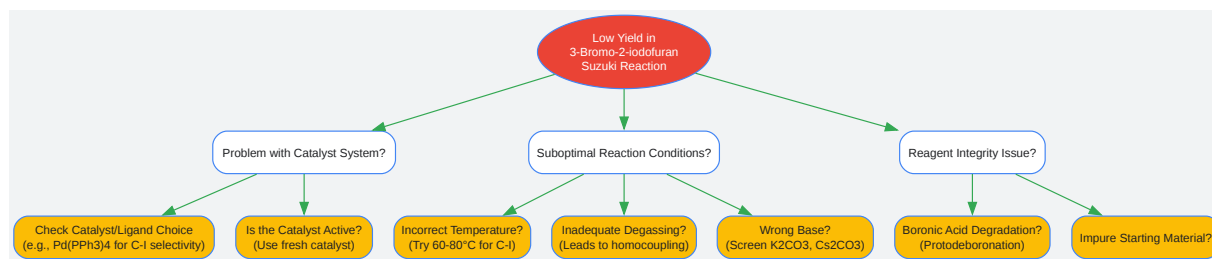 Low Yield in
3-Bromo-2-iodofuran
Suzuki Reaction
Problem with Catalyst System?
Suboptimal Reaction Conditions?
Reagent Integrity Issue?
Check Catalyst/Ligand Choice
(e.g., Pd(PPh3)4 for C-I selectivity)
Is the Catalyst Active?
(Use fresh catalyst)
Incorrect Temperature?
(Try 60-80°C for C-I)
Inadequate Degassing?
(Leads to homocoupling)
Wrong Base?
(Screen K2CO3, Cs2CO3)
Boronic Acid Degradation?
(Protodeboronation)
Impure Starting Material?